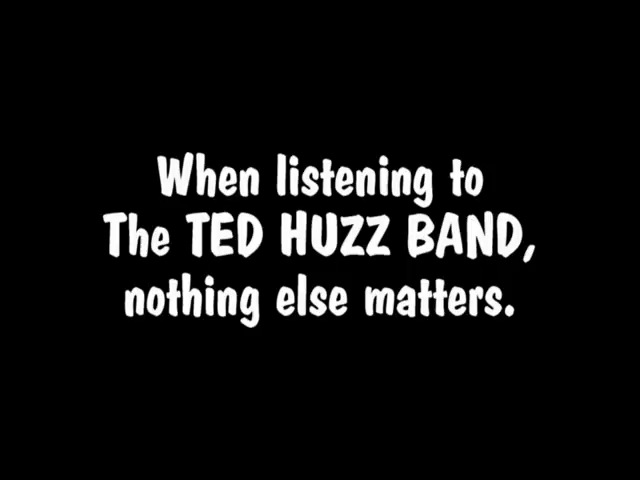 When listening to
The TED HUZZ BAND,
nothing else matters.